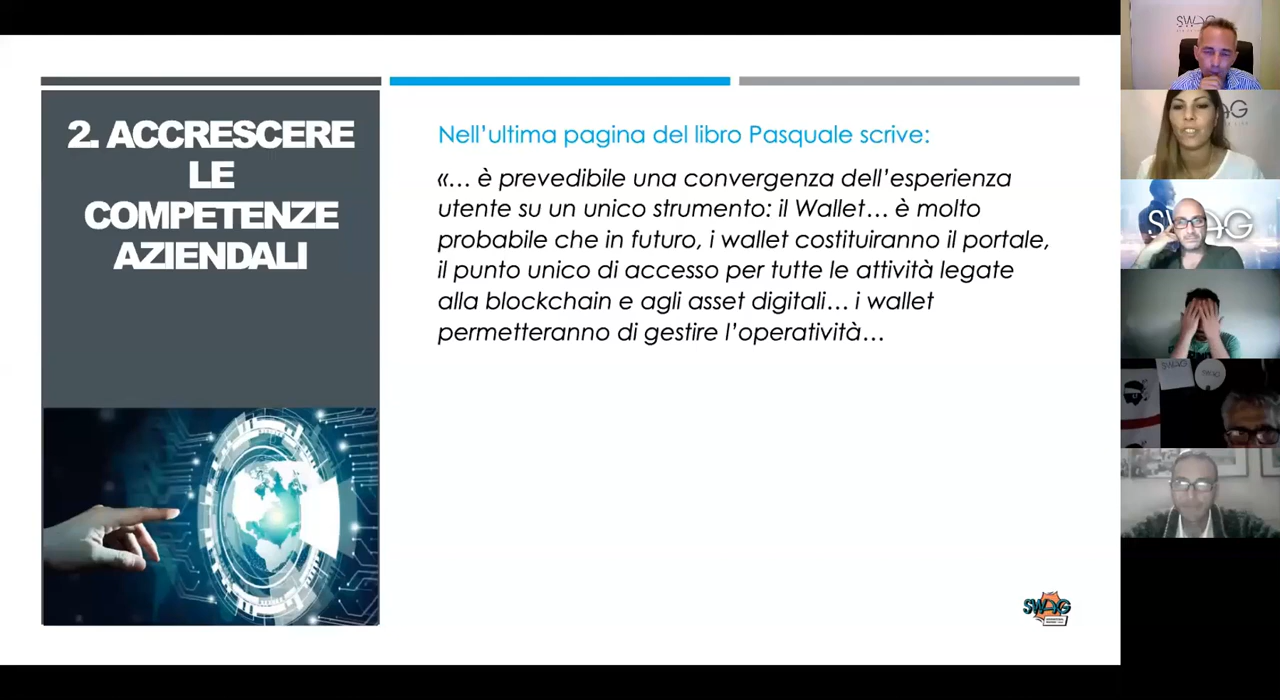 2. ACCRESCERE
LE
COMPETENZE
AZIENDALI
Nell’ultima pagina del libro Pasquale scrive:
«… è prevedibile una convergenza dell’esperienza
utente su un unico strumento: il Wallet… è molto
probabile che in futuro, i wallet costituiranno il portale,
il punto unico di accesso per tutte le attività legate
alla blockchain e agli asset digitali… i wallet
permetteranno di gestire l’operatività…
SWAG
SWAG